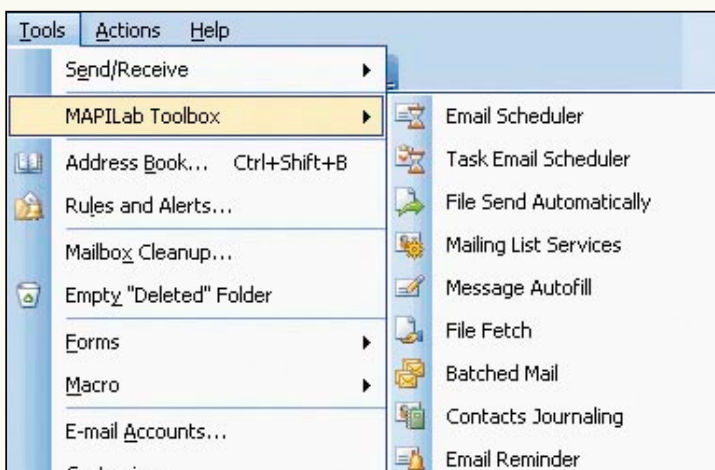 Tools Actions Help
Send/Receive
MAPILab Toolbox
Address Book... Ctrl+Shift+B
Rules and Alerts...
Mailbox Cleanup...
Empty "Deleted" Folder
Forms
Macro
E-mail Accounts...
Email Scheduler
Task Email Scheduler
File Send Automatically
Mailing List Services
Message Autofill
File Fetch
Batched Mail
Contacts Journaling
Email Reminder